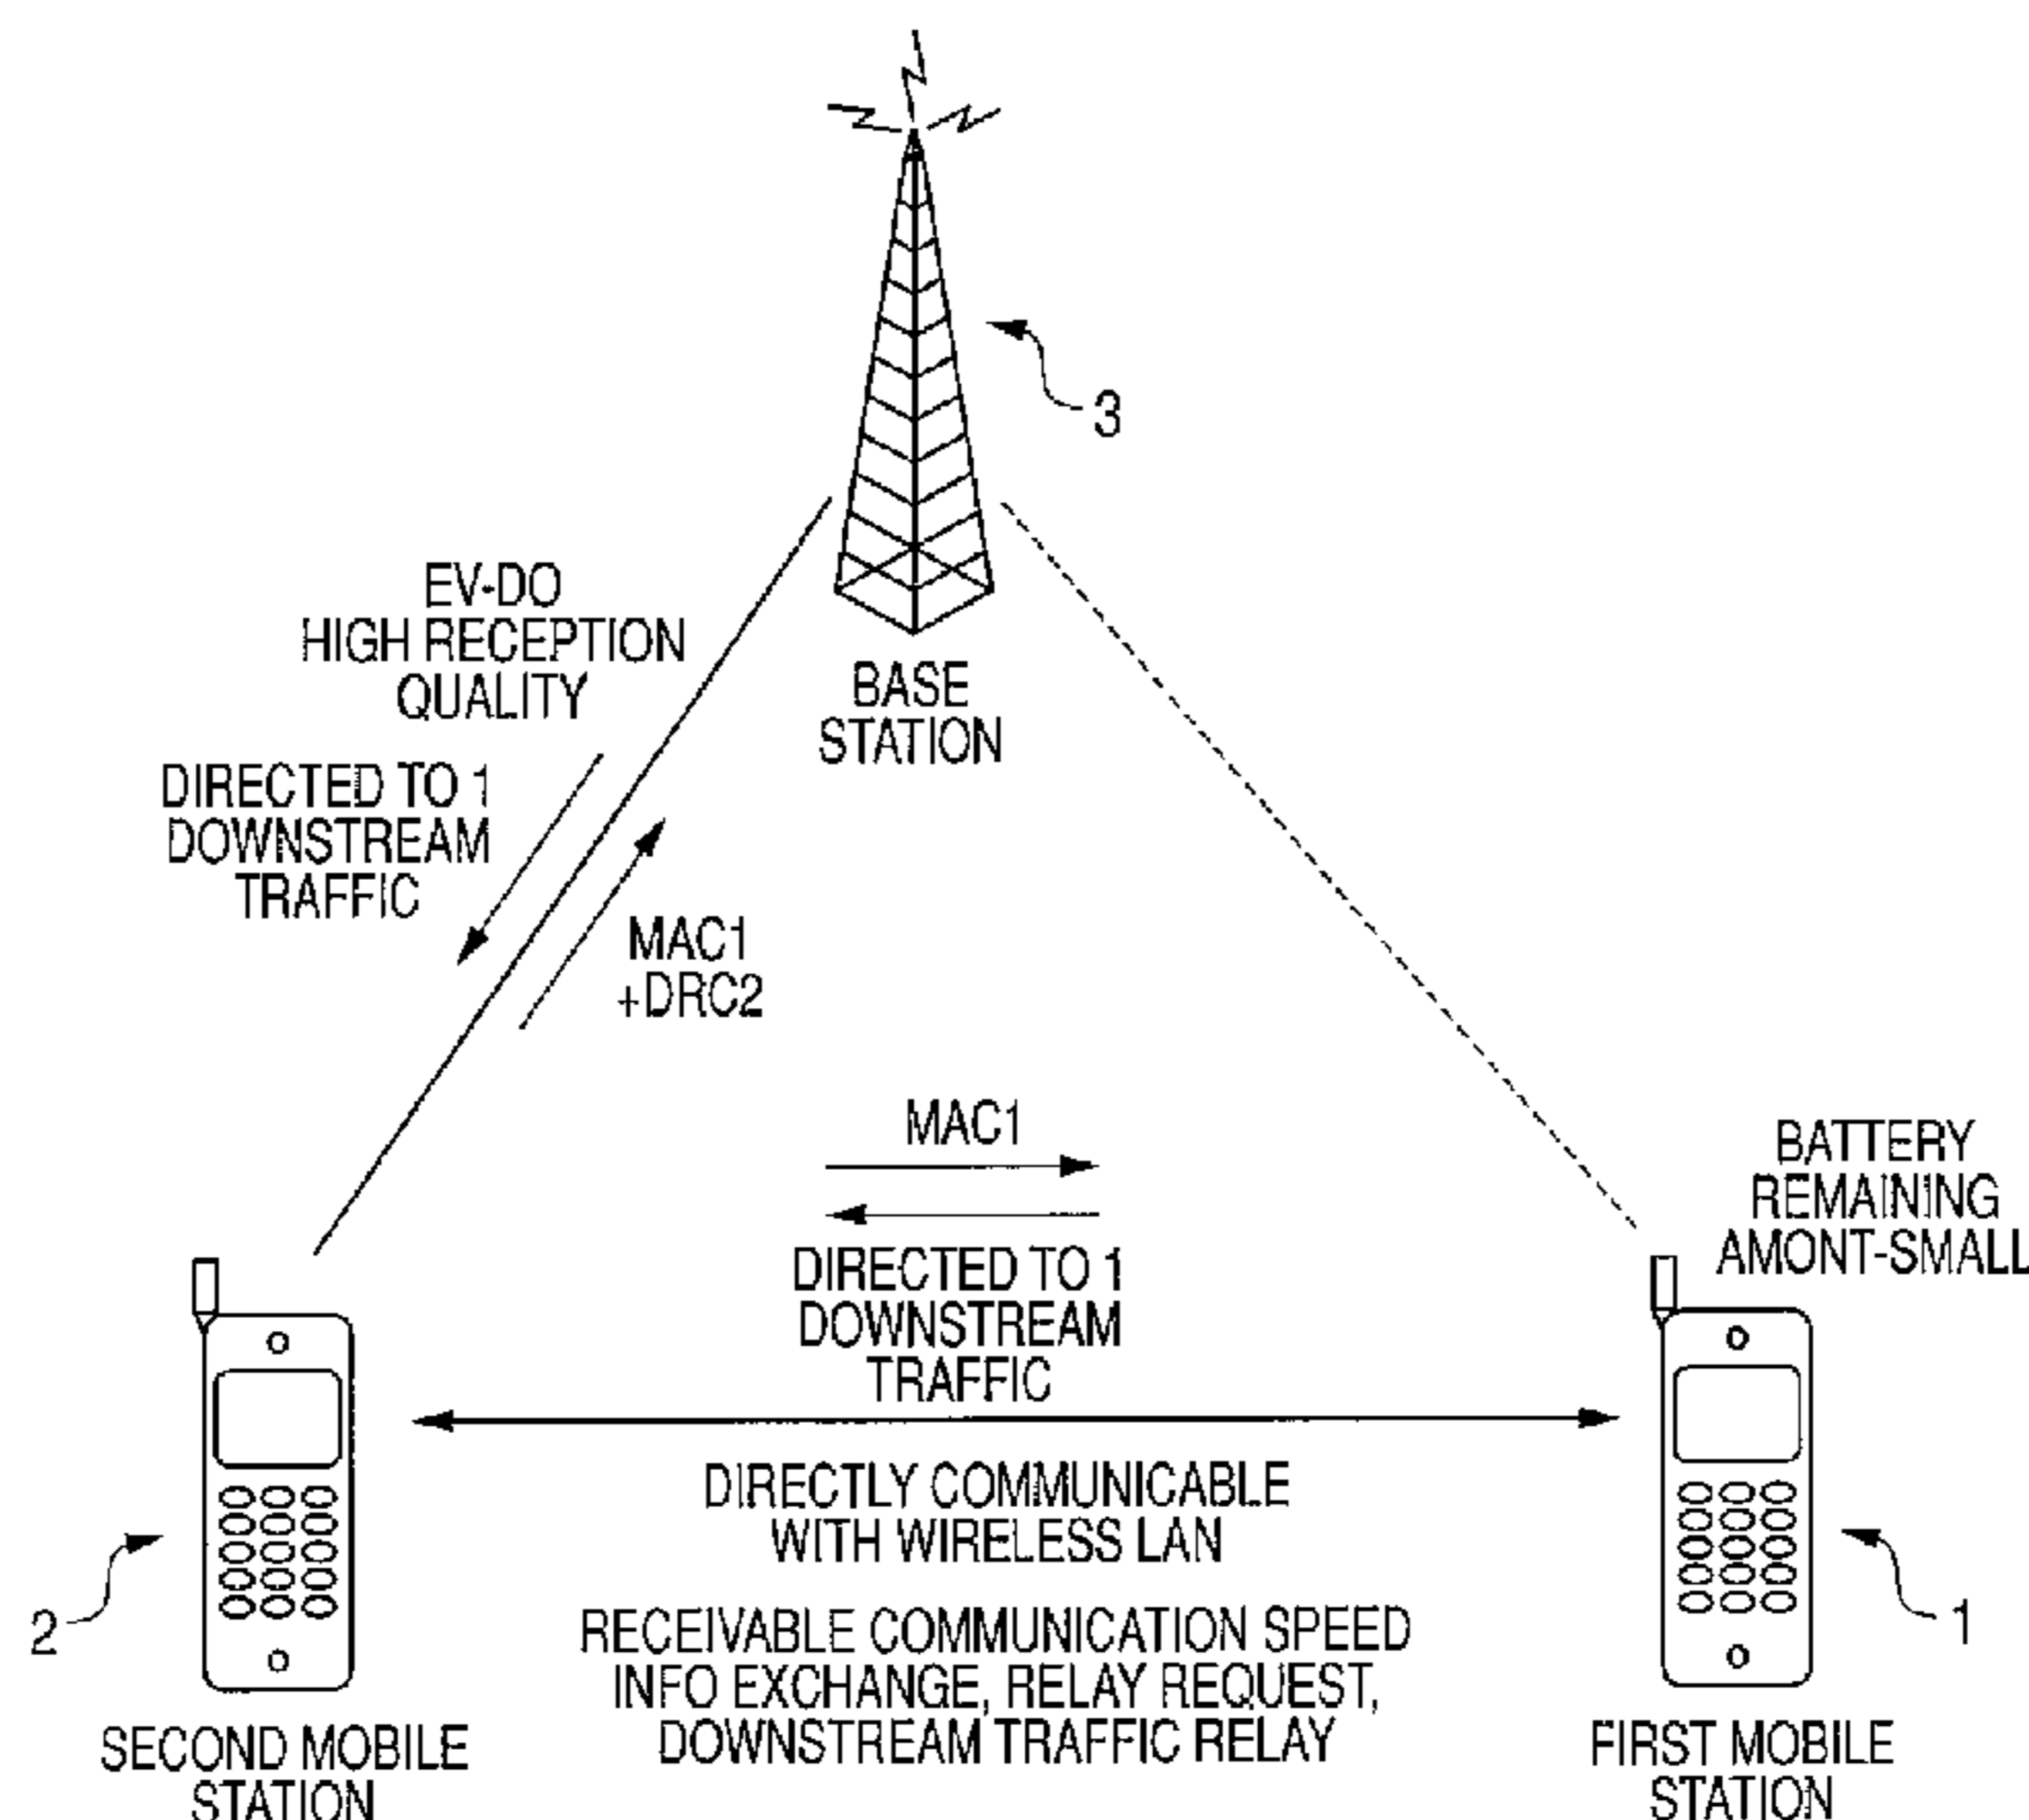 3
EV-DO
HIGH RECEPTION
QUALITY
BASE
STATION
DIRECTED TO 1
DOWNSTREAM
TRAFFIC
MAC1
+DRC2
MAC1
DIRECTED TO 1
DOWNSTREAM
TRAFFIC
BATTERY
REMAINING
AMONT-SMALL
DIRECTLY COMMUNICABLE
WITH WIRELESS LAN
RECEIVABLE COMMUNICATION SPEED
INFO EXCHANGE, RELAY REQUEST,
DOWNSTREAM TRAFFIC RELAY
2
SECOND MOBILE
STATION
1
FIRST MOBILE
STATION